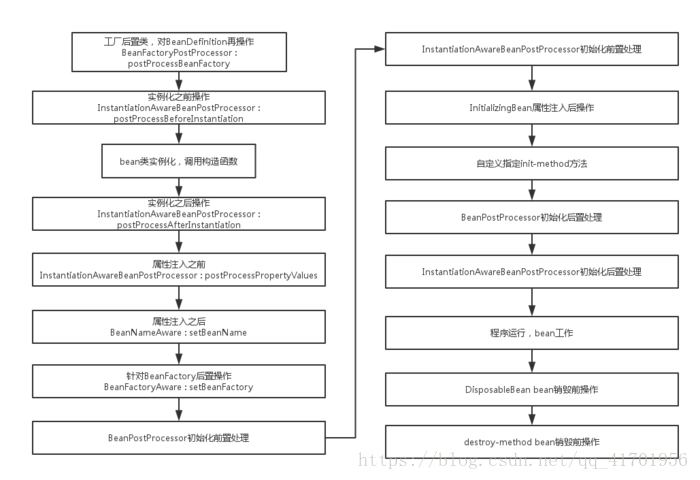 工厂后置类，对BeanDefinition再操作
BeanFactoryPostProcessor：
postProcessBeanFactory
实例化之前操作
InstantiationAwareBeanPostProcessor：
postProcessBeforeInstantiation
bean类实例化，调用构造函数
实例化之后操作
InstantiationAwareBeanPostProcessor：
postProcessAfterInstantiation
属性注入之前
InstantiationAwareBeanPostProcessor：postProcessPropertyValues
属性注入之后
BeanNameAware：setBeanName
针对BeanFactory后置操作
BeanFactoryAware：setBeanFactory
BeanPostProcessor初始化前置处理
InstantiationAwareBeanPostProcessor初始化前置处理
InitializingBean属性注入后操作
自定义指定init-method方法
BeanPostProcessor初始化后置处理
InstantiationAwareBeanPostProcessor初始化后置处理
程序运行，bean工作
DisposableBean bean销毁前操作
destroy-method bean销毁前操作
https://blog.csdn.net/qq_41701956